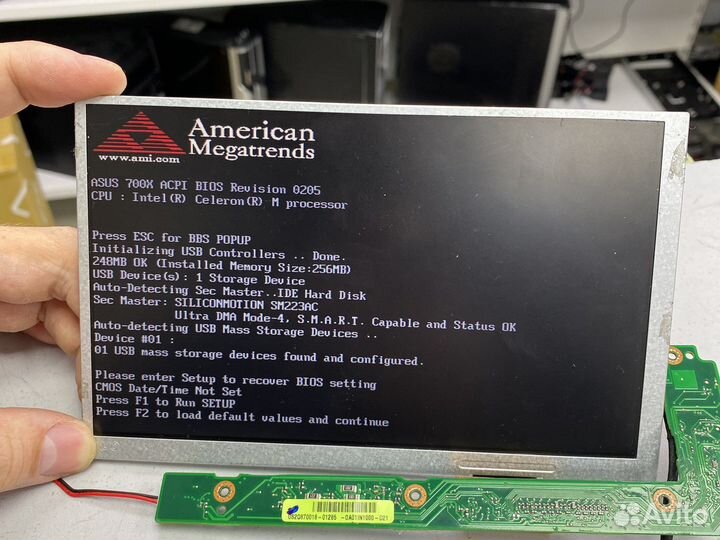 American
Megatrends
www.ami.com
ASUS 700X ACPI BIOS Revision 0205
CPU : Intel(R) Celeron(R) M processor
Press ESC for BBS POPUP
Initializing USB Controllers .. Done.
248MB OK (Installed Memory Size:256MB)
USB Device(s): 1 Storage Device
Auto-Detecting Sec Master..IDE Hard Disk
Sec Master: SILICONMOTION SM223AC
Ultra DMA Mode-4, S.M.A.R.T. Capable and Status OK
Auto-detecting USB Mass Storage Devices ..
Device #01 :
01 USB mass storage devices found and configured.
Please enter Setup to recover BIOS setting
CMOS Date/Time Not Set
Press F1 to Run SETUP
Press F2 to load default values and continue
Avito